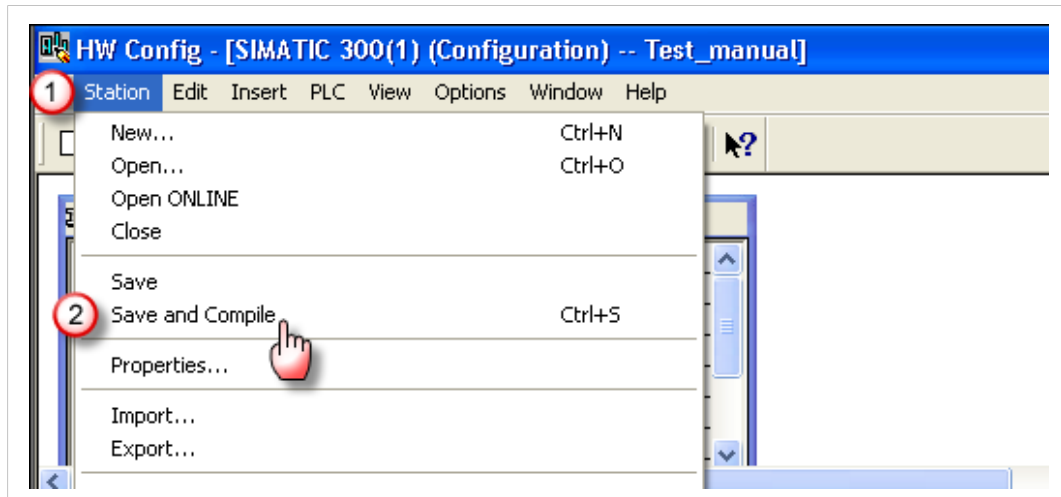 HW Config - [SIMATIC 300(1) (Configuration) -- Test_manual]
1 Station Edit Insert PLC View Options Window Help
New... Ctrl+N
Open... Ctrl+O
Open ONLINE
Close
Save
2 Save and Compile Ctrl+S
Properties...
Import...
Export...